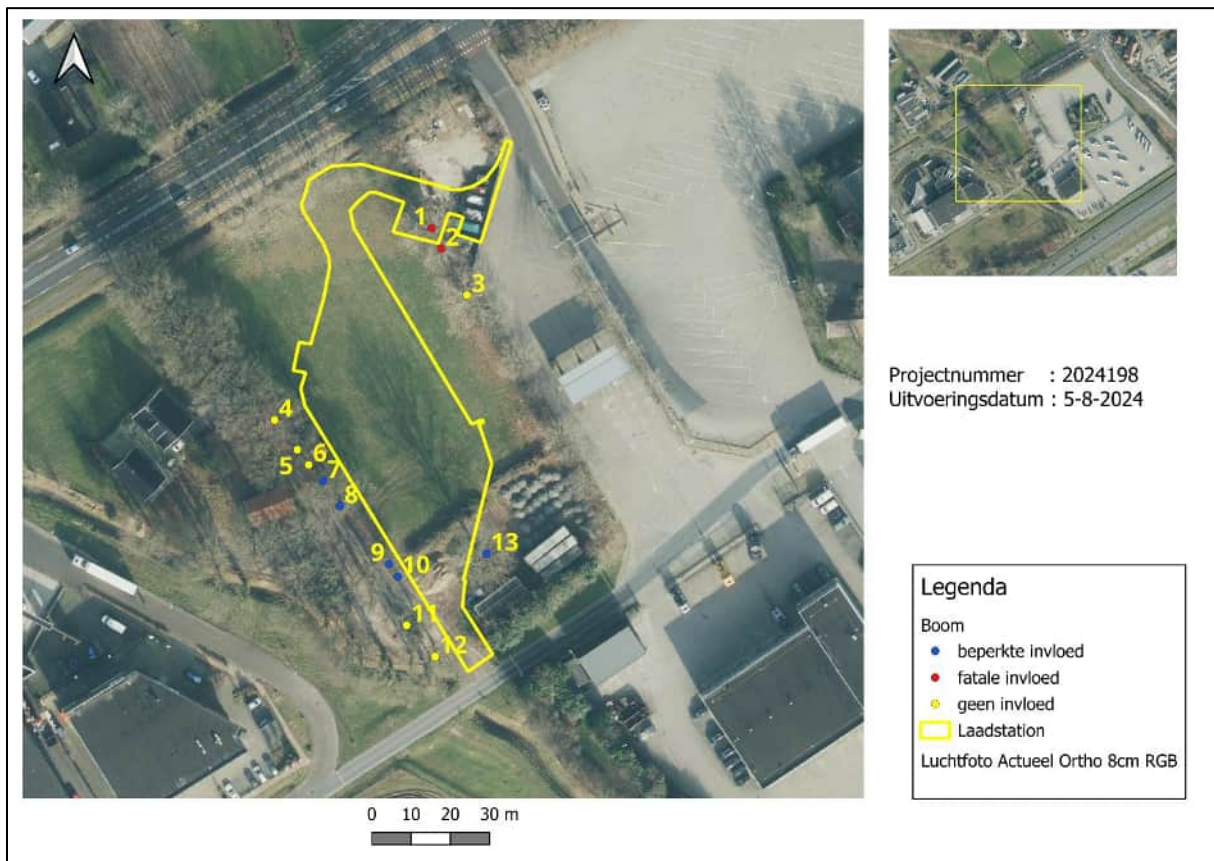 1
2
3
4
5
6
7
8
9
10
11
12
13
0 10 20 30 m
Projectnummer : 2024198
Uitvoeringsdatum : 5-8-2024
Legenda
Boom
beperkte invloed
fatale invloed
geen invloed
Laadstation
Luchtfoto Actueel Ortho 8cm RGB